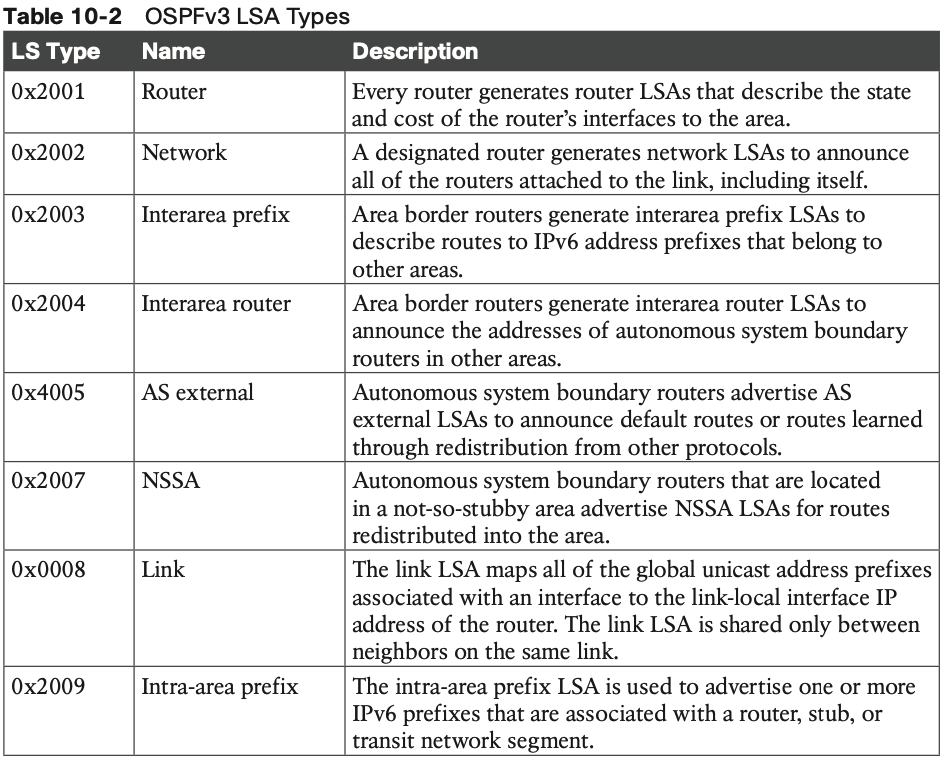 Table 10-2 OSPFv3 LSA Types
LS Type Name Description
0x2001 Router Every router generates router LSAs that describe the state
and cost of the router's interfaces to the area.
0x2002 Network A designated router generates network LSAs to announce
all of the routers attached to the link, including itself.
0x2003 Interarea prefix Area border routers generate interarea prefix LSAs to
describe routes to IPv6 address prefixes that belong to
other areas.
0x2004 Interarea router Area border routers generate interarea router LSAs to
announce the addresses of autonomous system boundary
routers in other areas.
0x4005 AS external Autonomous system boundary routers advertise AS
external LSAs to announce default routes or routes learned
through redistribution from other protocols.
0x2007 NSSA Autonomous system boundary routers that are located
in a not-so-stubby area advertise NSSA LSAs for routes
redistributed into the area.
0x0008 Link The link LSA maps all of the global unicast address prefixes
associated with an interface to the link-local interface IP
address of the router. The link LSA is shared only between
neighbors on the same link.
0x2009 Intra-area prefix The intra-area prefix LSA is used to advertise one or more
IPv6 prefixes that are associated with a router, stub, or
transit network segment.